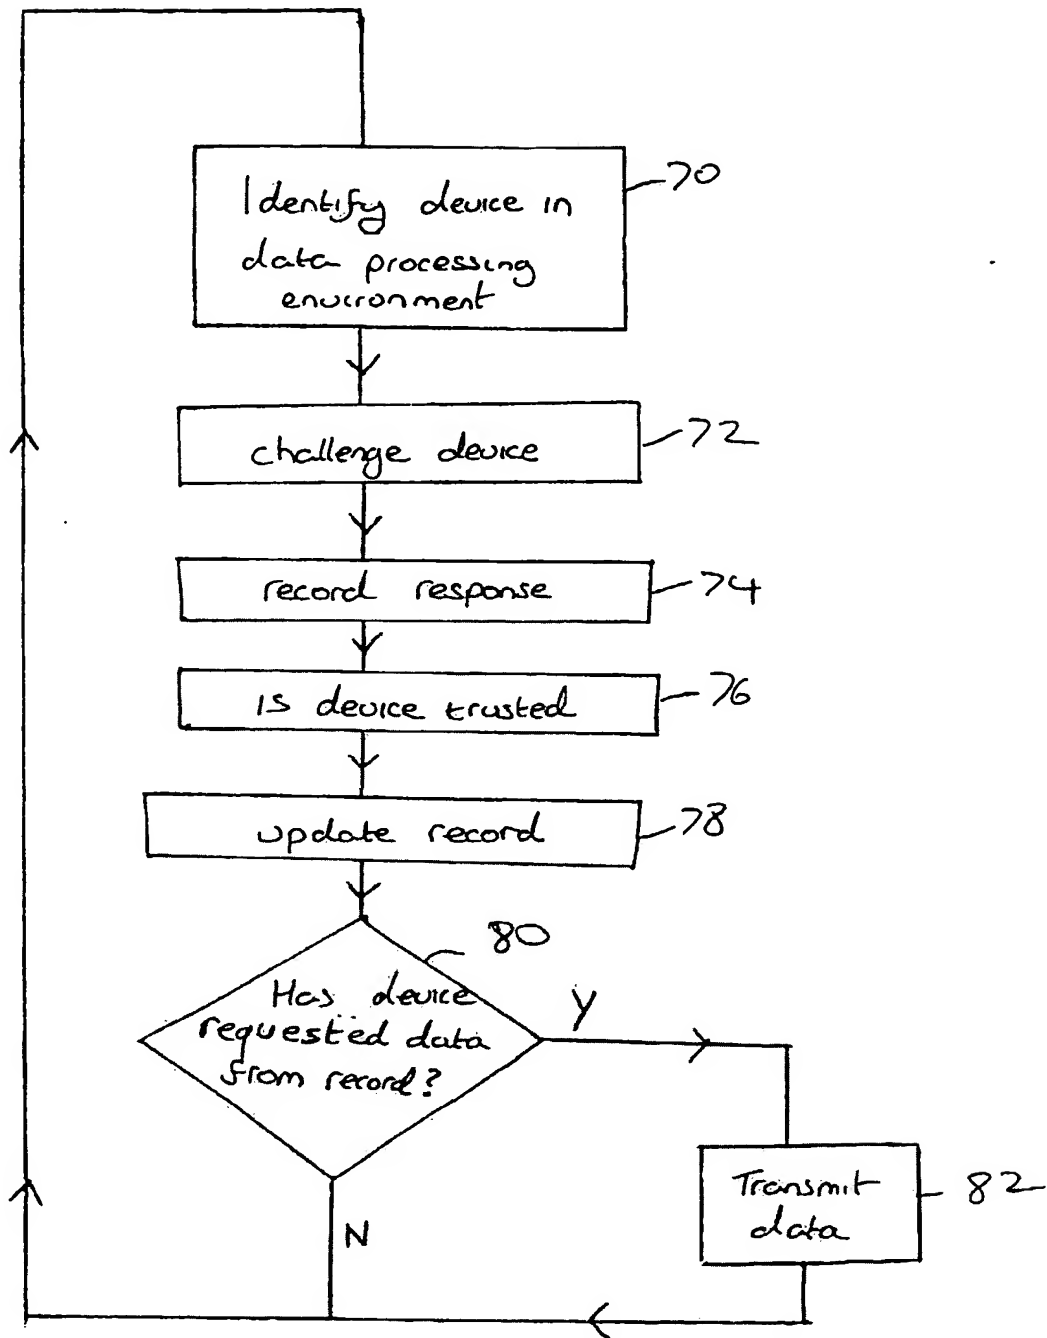 Identify device in
data processing
environment
70
challenge device
72
record response
74
is device trusted
76
update record
78
80
Has device
requested data
from record?
Y
Transmit
data
82
N